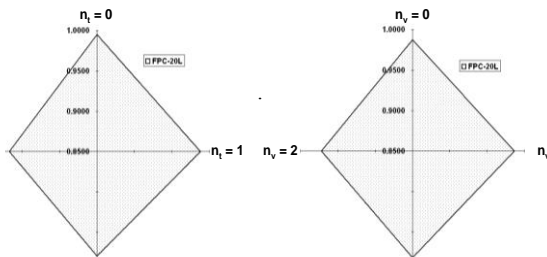 n_t = 0
n_v = 0
1.0000
1.0000
FPC-20L
FPC-20L
0.9500
0.9500
0.9000
0.9000
0.8500
n_t = 1
n_v = 2
0.8500
n_v